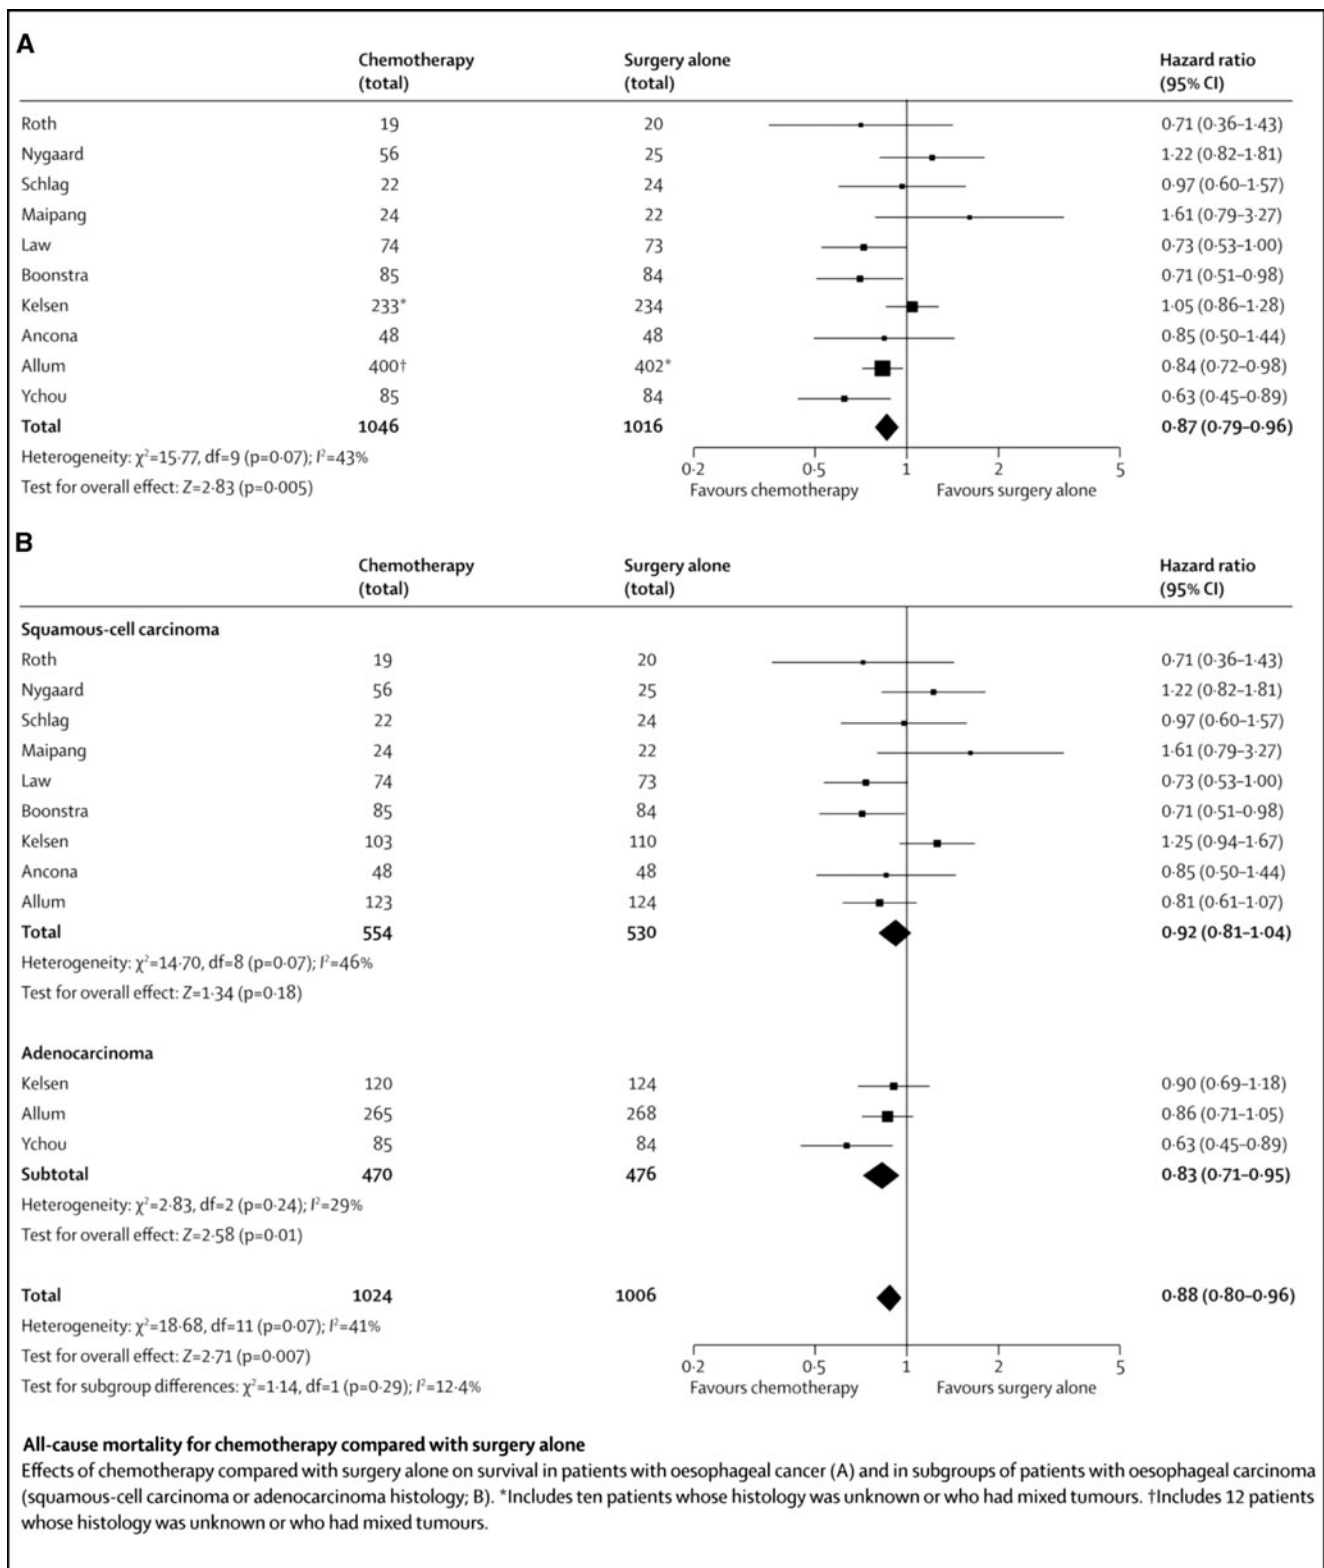 A
Chemotherapy (total) Surgery alone (total) Hazard ratio (95% CI)
Roth 19 20 0·71 (0·36–1·43)
Nygaard 56 25 1·22 (0·82–1·81)
Schlag 22 24 0·97 (0·60–1·57)
Maipang 24 22 1·61 (0·79–3·27)
Law 74 73 0·73 (0·53–1·00)
Boonstra 85 84 0·71 (0·51–0·98)
Kelsen 233* 234 1·05 (0·86–1·28)
Ancona 48 48 0·85 (0·50–1·44)
Allum 400† 402* 0·84 (0·72–0·98)
Ychou 85 84 0·63 (0·45–0·89)
Total 1046 1016 0·87 (0·79–0·96)
Heterogeneity: χ²=15·77, df=9 (p=0·07); I²=43%
Test for overall effect: Z=2·83 (p=0·005)
0·2 0·5 1 2 5
Favours chemotherapy Favours surgery alone
B
Chemotherapy (total) Surgery alone (total) Hazard ratio (95% CI)
Squamous-cell carcinoma
Roth 19 20 0·71 (0·36–1·43)
Nygaard 56 25 1·22 (0·82–1·81)
Schlag 22 24 0·97 (0·60–1·57)
Maipang 24 22 1·61 (0·79–3·27)
Law 74 73 0·73 (0·53–1·00)
Boonstra 85 84 0·71 (0·51–0·98)
Kelsen 103 110 1·25 (0·94–1·67)
Ancona 48 48 0·85 (0·50–1·44)
Allum 123 124 0·81 (0·61–1·07)
Total 554 530 0·92 (0·81–1·04)
Heterogeneity: χ²=14·70, df=8 (p=0·07); I²=46%
Test for overall effect: Z=1·34 (p=0·18)
Adenocarcinoma
Kelsen 120 124 0·90 (0·69–1·18)
Allum 265 268 0·86 (0·71–1·05)
Ychou 85 84 0·63 (0·45–0·89)
Subtotal 470 476 0·83 (0·71–0·95)
Heterogeneity: χ²=2·83, df=2 (p=0·24); I²=29%
Test for overall effect: Z=2·58 (p=0·01)
Total 1024 1006 0·88 (0·80–0·96)
Heterogeneity: χ²=18·68, df=11 (p=0·07); I²=41%
Test for overall effect: Z=2·71 (p=0·007)
Test for subgroup differences: χ²=1·14, df=1 (p=0·29); I²=12·4%
0·2 0·5 1 2 5
Favours chemotherapy Favours surgery alone
All-cause mortality for chemotherapy compared with surgery alone
Effects of chemotherapy compared with surgery alone on survival in patients with oesophageal cancer (A) and in subgroups of patients with oesophageal carcinoma
(squamous-cell carcinoma or adenocarcinoma histology; B). *Includes ten patients whose histology was unknown or who had mixed tumours. †Includes 12 patients
whose histology was unknown or who had mixed tumours.